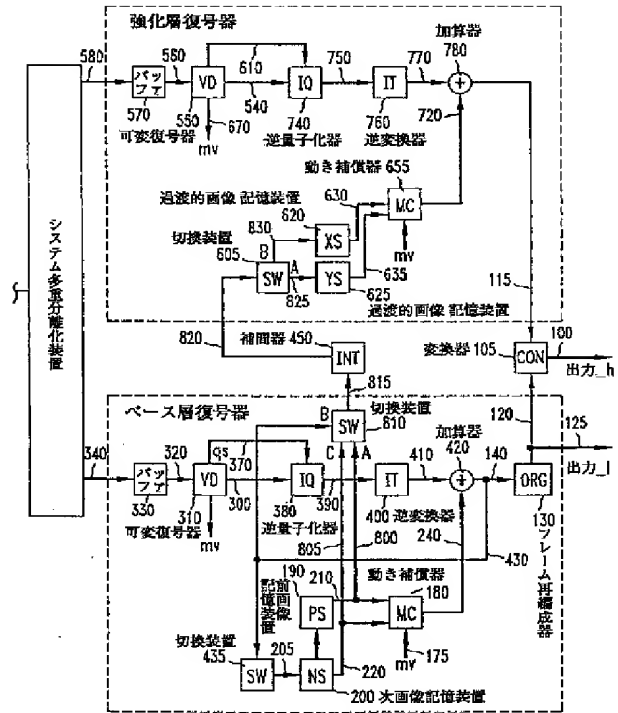 強化層復号器
加算器
580
560
610
750
770
780
バッファ
VD
IQ
IT
+
570
550
540
740
760
720
可変復号器
670
逆量子化器
逆変換器
mv
動き補償器 655
過渡的画像 記憶装置
630
MC
620
切換装置
830
XS
605
B
SW
A
YS
mv
635
825
625
過渡的画像 記憶装置
115
システム多重分離化装置
820
補間器 450
INT
変換器 105
CON
100
出力_h
815
ベース層復号器
切換装置
B
SW
810
120
125
C
A
加算器
420
出力_l
340
320
qs
370
410
140
バッファ
VD
IQ
IT
+
ORG
330
310
300
380
390
400
240
130
可変復号器
逆量子化器
逆変換器
430
フレーム再編成器
mv
805
800
190
210
動き補償器
180
前画像記憶装置
PS
MC
切換装置
435
205
SW
NS
220
mv
175
200 次画像記憶装置